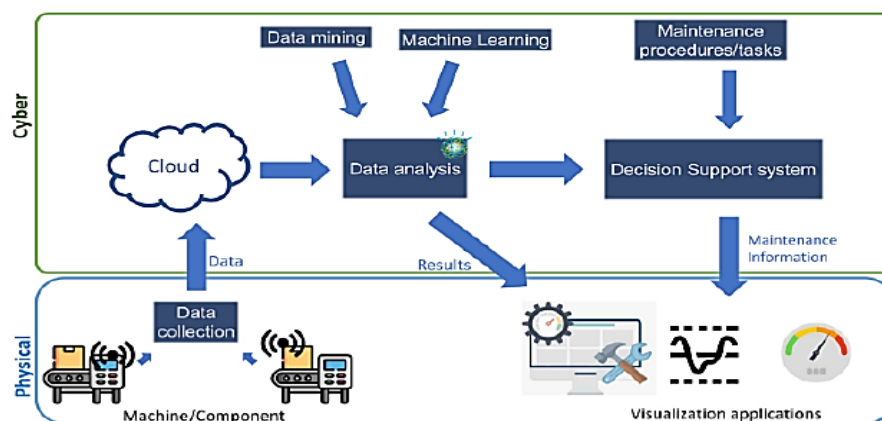 Data mining
Machine Learning
Maintenance
procedures/tasks
Cyber
Cloud
Data analysis
Decision Support system
Data
Results
Maintenance
Information
Physical
Data
collection
Machine/Component
Visualization applications